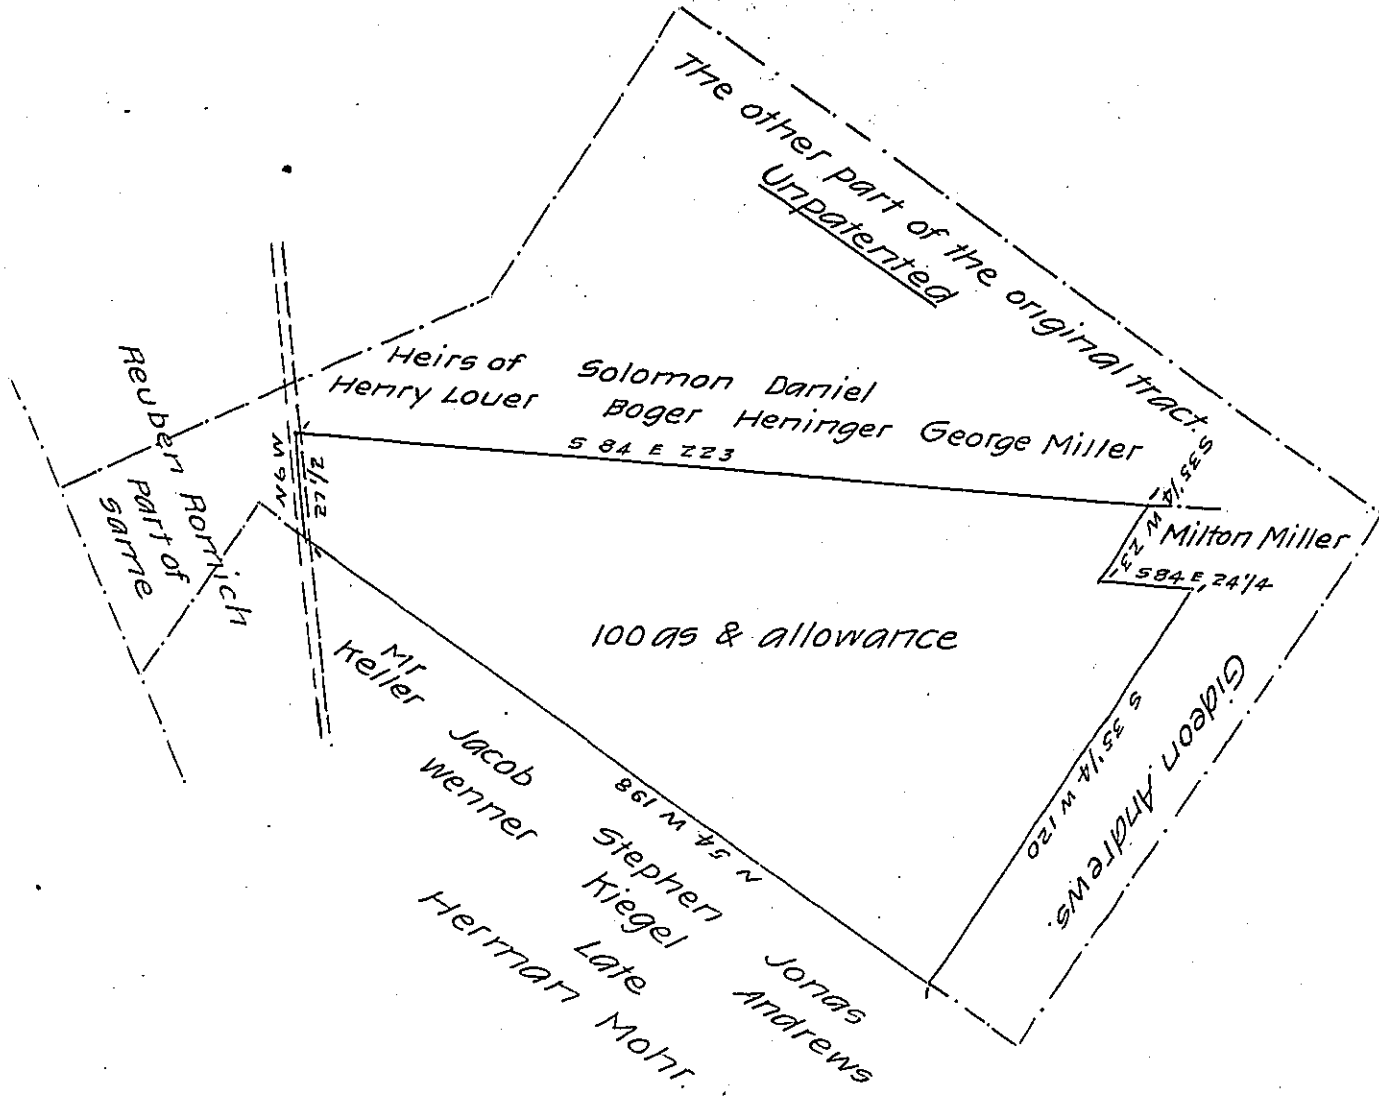 The other part of the original tract.
Unpatented
Heirs of
Henry Louer
Solomon
Boger
Daniel
Heninger
George Miller
S 84 E 223
S 35 1/4 W 23
Milton Miller
S 84 E 24 1/4
Reuben Romich
part of
same
N 6 W
27 1/2
100 as & allowance
Gideon Andrews.
S 35 1/4 W 120
N 54 W 198
Mr
Keller
Jacob
Wenner
Stephen
Kiegel
Jonas
Andrews
Late
Herman Mohr.